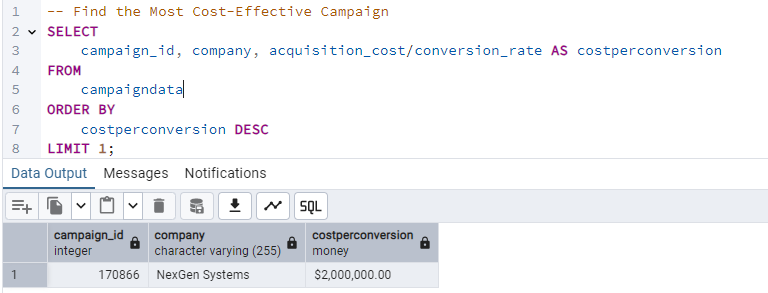 1 -- Find the Most Cost-Effective Campaign
2 SELECT
3 campaign_id, company, acquisition_cost/conversion_rate AS costperconversion
4 FROM
5 campaigndata
6 ORDER BY
7 costperconversion DESC
8 LIMIT 1;
Data Output Messages Notifications
SQL
campaign_id company costperconversion
integer character varying (255) money
1 170866 NexGen Systems $2,000,000.00